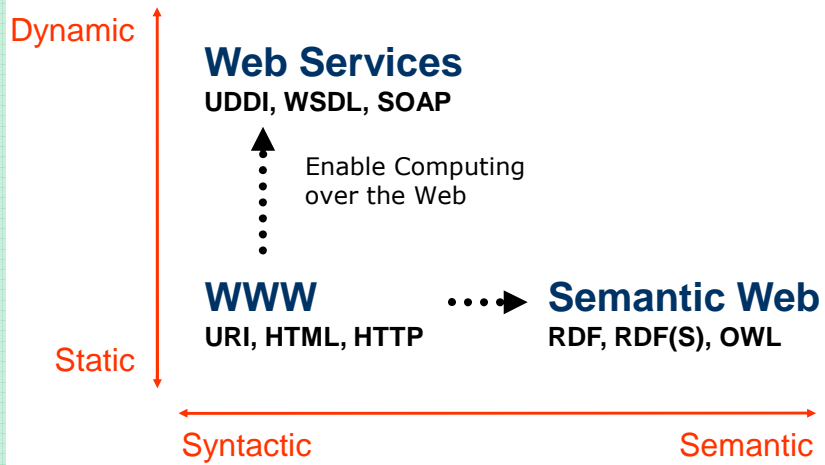 Dynamic
Web Services
UDDI, WSDL, SOAP
Enable Computing
over the Web
WWW
URI, HTML, HTTP
Semantic Web
RDF, RDF(S), OWL
Static
Syntactic
Semantic